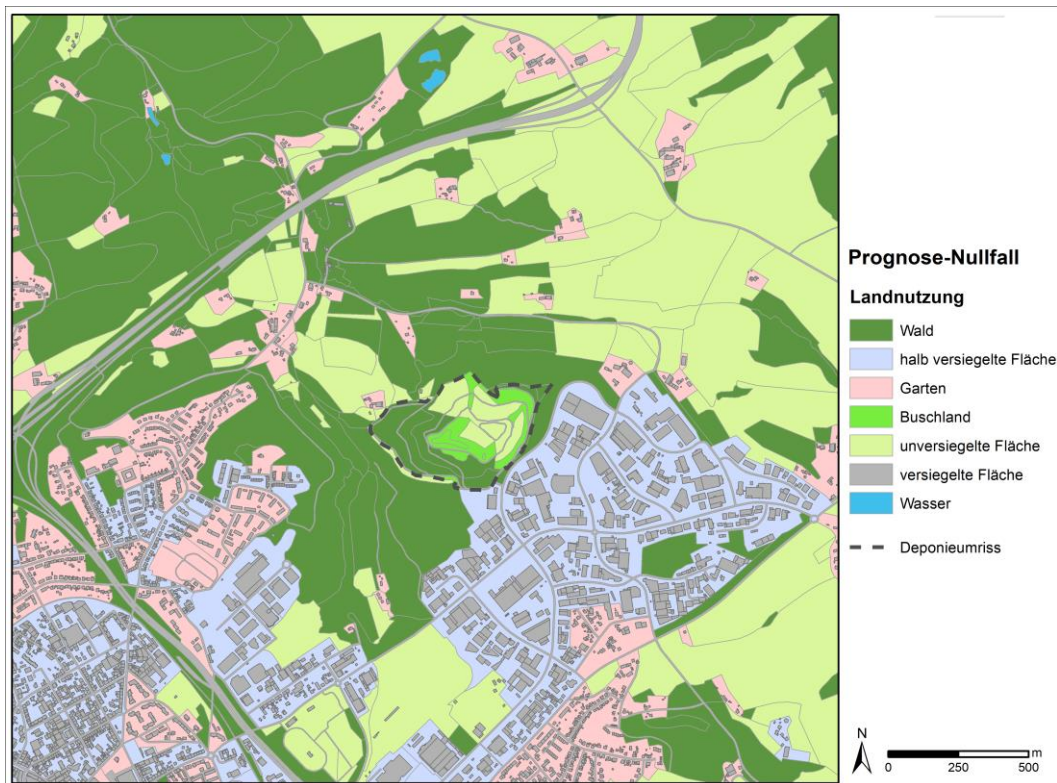 Prognose-Nullfall
Landnutzung
Wald
halb versiegelte Fläche
Garten
Buschland
unversiegelte Fläche
versiegelte Fläche
Wasser
Deponieumriss
N
m
0 250 500